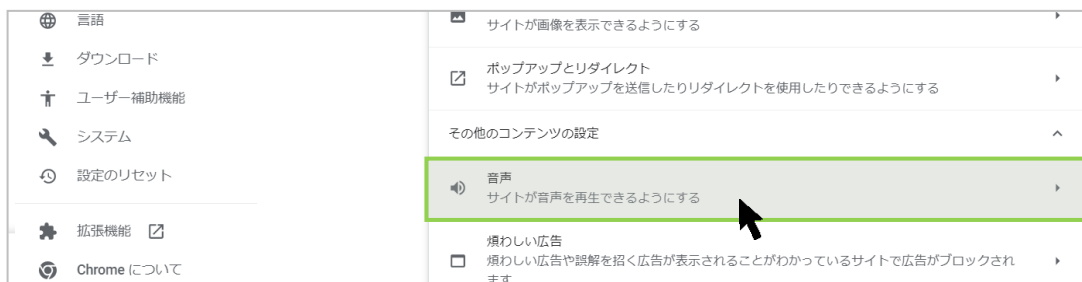 言語
ダウンロード
ユーザー補助機能
システム
設定のリセット
拡張機能
Chrome について
サイトが画像を表示できるようにする
ポップアップとリダイレクト
サイトがポップアップを送信したりリダイレクトを使用したりできるようにする
その他のコンテンツの設定
音声
サイトが音声を再生できるようにする
煩わしい広告
煩わしい広告や誤解を招く広告が表示されることがわかっているサイトで広告がブロックされ
ます